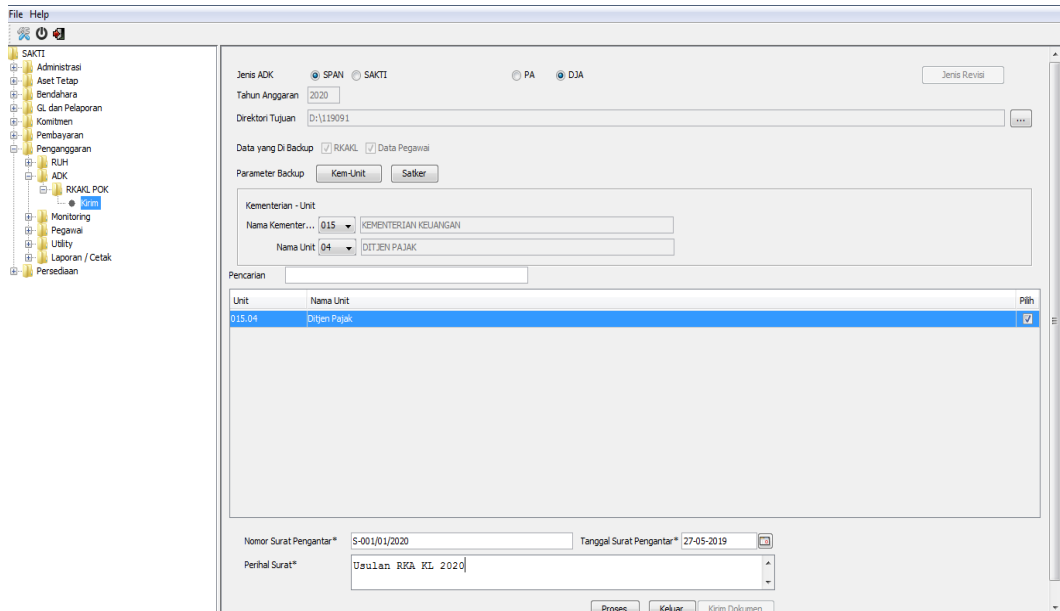 File Help
SAKTI
Administrasi
Aset Tetap
Bendahara
GL dan Pelaporan
Komitmen
Pembayaran
Penganggaran
RUH
ADK
RKAKL POK
Kirim
Monitoring
Pegawai
Utility
Laporan / Cetak
Persediaan
Jenis ADK SPAN SAKTI PA DJA Jenis Revisi
Tahun Anggaran 2020
Direktori Tujuan D:\119091 ...
Data yang Di Backup RKAKL Data Pegawai
Parameter Backup Kem-Unit Satker
Kementerian - Unit
Nama Kementer... 015 KEMENTERIAN KEUANGAN
Nama Unit 04 DITJEN PAJAK
Pencarian
Unit Nama Unit Pilih
015.04 Ditjen Pajak
Nomor Surat Pengantar* S-001/01/2020 Tanggal Surat Pengantar* 27-05-2019
Perihal Surat* Usulan RKA KL 2020
Proses Keluar Kirim Dokumen